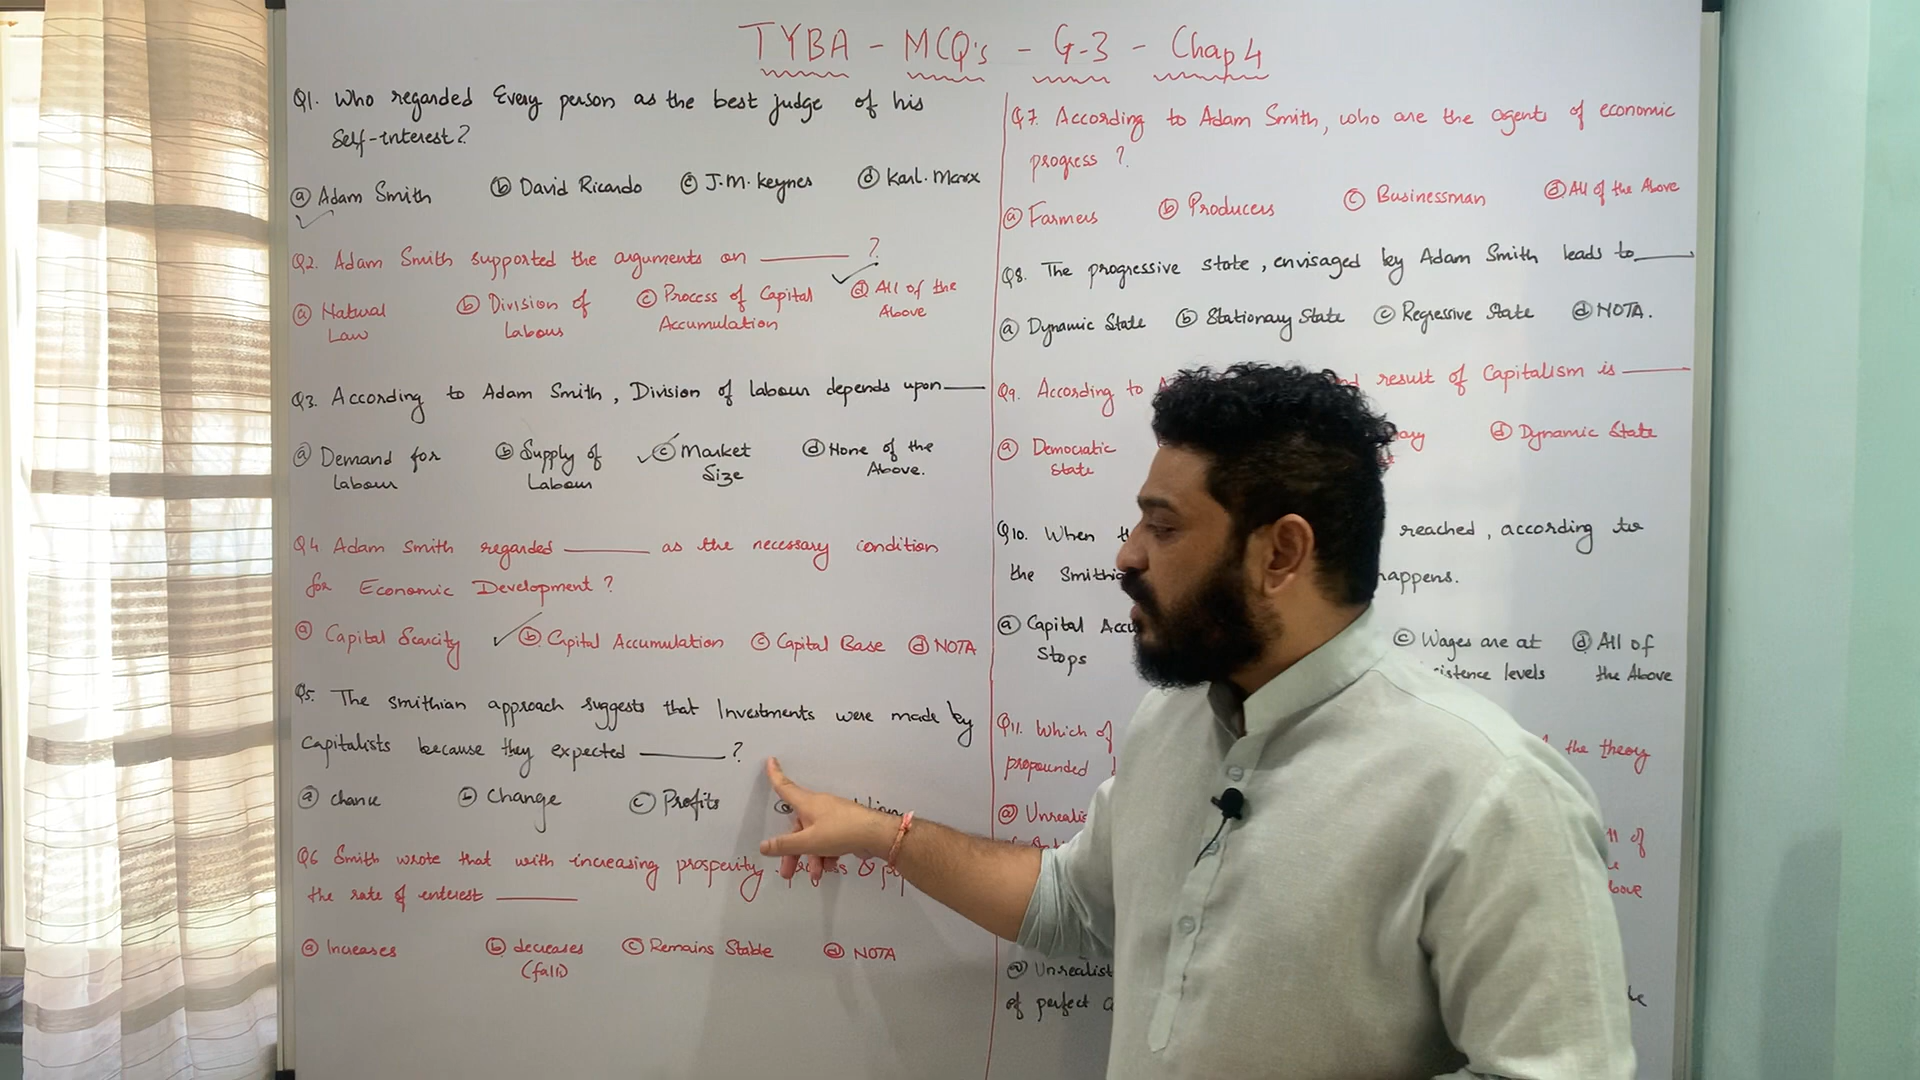 TYBA - MCQ's - G-3 - Chap 4
Q1. Who regarded Every person as the best judge of his
Self-interest?
ⓐ Adam Smith ⓑ David Ricardo ⓒ J.M. Keynes ⓓ Karl. Marx
Q2. Adam Smith supported the arguments on ______ ?
ⓐ Natural Law ⓑ Division of Labour ⓒ Process of Capital Accumulation ⓓ All of the Above
Q3. According to Adam Smith, Division of labour depends upon ____
ⓐ Demand for Labour ⓑ Supply of Labour ⓒ Market Size ⓓ None of the Above.
Q4 Adam Smith regarded ______ as the necessary condition
for Economic Development ?
ⓐ Capital Scarcity ⓑ Capital Accumulation ⓒ Capital Base ⓓ NOTA
Q5. The Smithian approach suggests that Investments were made by
Capitalists because they expected ______ ?
ⓐ Chance ⓑ Change ⓒ Profits
Q6 Smith wrote that with increasing prosperity
the rate of interest ______
ⓐ Increases ⓑ decreases (falls) ⓒ Remains Stable ⓓ NOTA
Q7. According to Adam Smith, who are the agents of economic
progress ?
ⓐ Farmers ⓑ Producers ⓒ Businessman ⓓ All of the Above
Q8. The progressive state, envisaged by Adam Smith leads to ____
ⓐ Dynamic State ⓑ Stationary State ⓒ Regressive State ⓓ NOTA.
Q9. According to result of Capitalism is ____
ⓐ Democratic State ⓓ Dynamic State
Q10. When reached, according to
the happens.
ⓐ Capital Stops ⓒ Wages are at levels ⓓ All of the Above
Q11. Which of the theory
propounded
ⓐ
of
ⓐ
of perfect